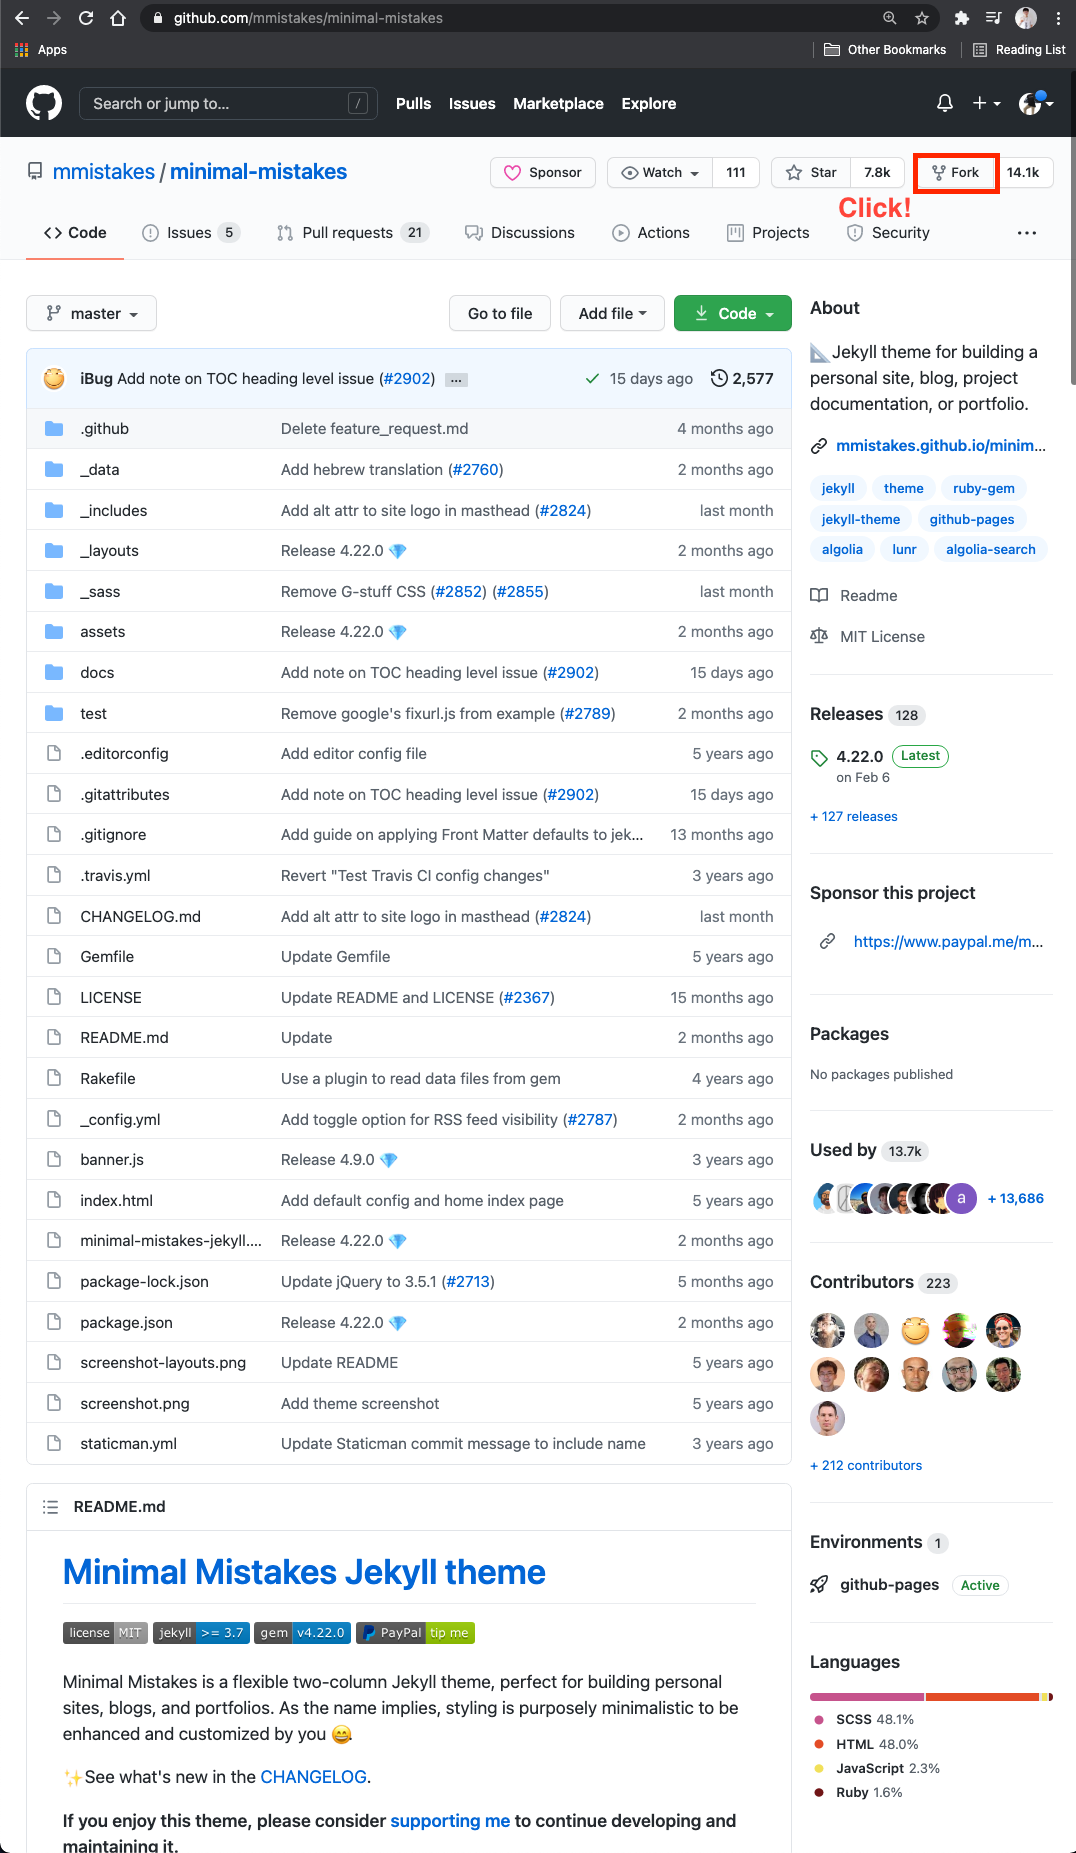 github.com/mmistakes/minimal-mistakes
Apps Other Bookmarks Reading List
Search or jump to... / Pulls Issues Marketplace Explore
mmistakes / minimal-mistakes Sponsor Watch 111 Star 7.8k Fork 14.1k
Click!
Code Issues 5 Pull requests 21 Discussions Actions Projects Security ...
master Go to file Add file Code
iBug Add note on TOC heading level issue (#2902) ... 15 days ago 2,577
.github Delete feature_request.md 4 months ago
_data Add hebrew translation (#2760) 2 months ago
_includes Add alt attr to site logo in masthead (#2824) last month
_layouts Release 4.22.0 💎 2 months ago
_sass Remove G-stuff CSS (#2852) (#2855) last month
assets Release 4.22.0 💎 2 months ago
docs Add note on TOC heading level issue (#2902) 15 days ago
test Remove google's fixurl.js from example (#2789) 2 months ago
.editorconfig Add editor config file 5 years ago
.gitattributes Add note on TOC heading level issue (#2902) 15 days ago
.gitignore Add guide on applying Front Matter defaults to jek... 13 months ago
.travis.yml Revert "Test Travis CI config changes" 3 years ago
CHANGELOG.md Add alt attr to site logo in masthead (#2824) last month
Gemfile Update Gemfile 5 years ago
LICENSE Update README and LICENSE (#2367) 15 months ago
README.md Update 2 months ago
Rakefile Use a plugin to read data files from gem 4 years ago
_config.yml Add toggle option for RSS feed visibility (#2787) 2 months ago
banner.js Release 4.9.0 💎 3 years ago
index.html Add default config and home index page 5 years ago
minimal-mistakes-jekyll.... Release 4.22.0 💎 2 months ago
package-lock.json Update jQuery to 3.5.1 (#2713) 5 months ago
package.json Release 4.22.0 💎 2 months ago
screenshot-layouts.png Update README 5 years ago
screenshot.png Add theme screenshot 5 years ago
staticman.yml Update Staticman commit message to include name 3 years ago
README.md
Minimal Mistakes Jekyll theme
license MIT jekyll >= 3.7 gem v4.22.0 PayPal tip me
Minimal Mistakes is a flexible two-column Jekyll theme, perfect for building personal
sites, blogs, and portfolios. As the name implies, styling is purposely minimalistic to be
enhanced and customized by you 😄.
✨See what's new in the CHANGELOG.
If you enjoy this theme, please consider supporting me to continue developing and
maintaining it.
About
📐Jekyll theme for building a
personal site, blog, project
documentation, or portfolio.
mmistakes.github.io/minim...
jekyll theme ruby-gem
jekyll-theme github-pages
algolia lunr algolia-search
Readme
MIT License
Releases 128
4.22.0 Latest
on Feb 6
+ 127 releases
Sponsor this project
https://www.paypal.me/m...
Packages
No packages published
Used by 13.7k
a + 13,686
Contributors 223
+ 212 contributors
Environments 1
github-pages Active
Languages
SCSS 48.1%
HTML 48.0%
JavaScript 2.3%
Ruby 1.6%